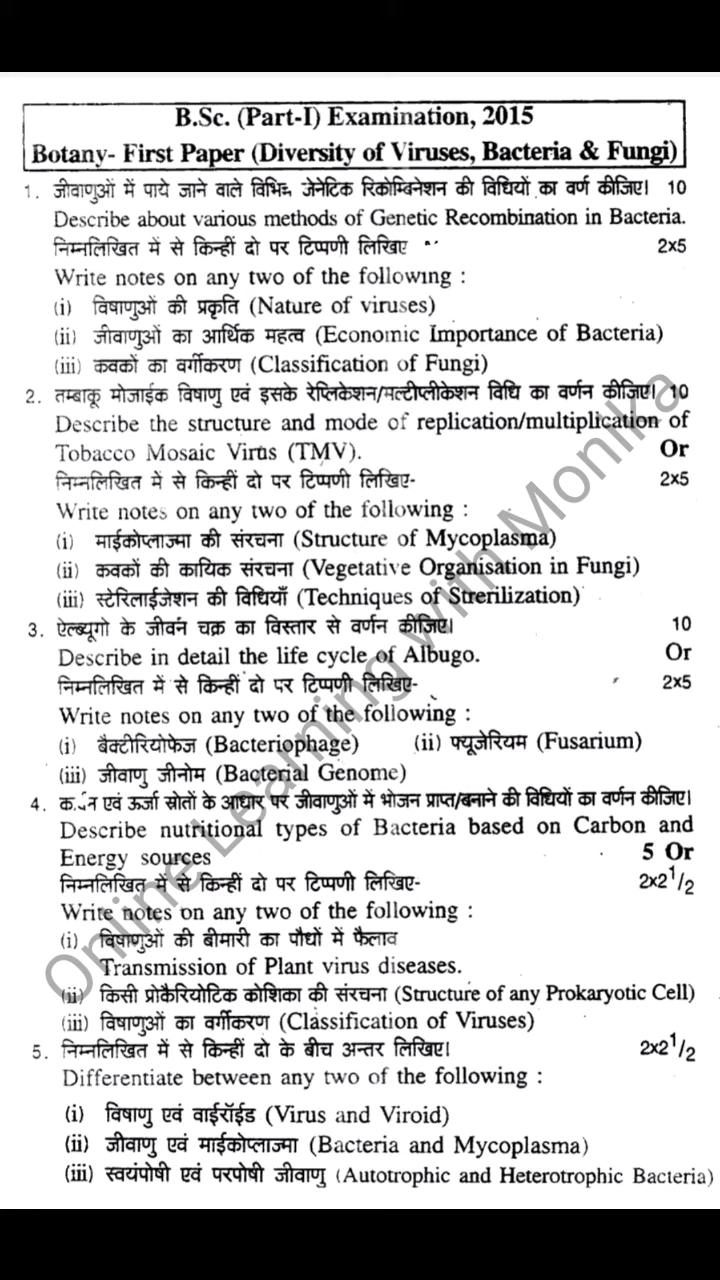 B.Sc. (Part-I) Examination, 2015
Botany- First Paper (Diversity of Viruses, Bacteria & Fungi)
1. जीवाणुओं में पाये जाने वाले विभिन्न जेनेटिक रिकोम्बिनेशन की विधियों का वर्ण कीजिए। 10
Describe about various methods of Genetic Recombination in Bacteria.
निम्नलिखित में से किन्हीं दो पर टिप्पणी लिखिए 2x5
Write notes on any two of the following :
(i) विषाणुओं की प्रकृति (Nature of viruses)
(ii) जीवाणुओं का आर्थिक महत्व (Economic Importance of Bacteria)
(iii) कवकों का वर्गीकरण (Classification of Fungi)
2. तम्बाकू मोजाईक विषाणु एवं इसके रेप्लिकेशन/मल्टीप्लीकेशन विधि का वर्णन कीजिए। 10
Describe the structure and mode of replication/multiplication of
Tobacco Mosaic Virus (TMV). Or
निम्नलिखित में से किन्हीं दो पर टिप्पणी लिखिए- 2x5
Write notes on any two of the following :
(i) माईकोप्लाज्मा की संरचना (Structure of Mycoplasma)
(ii) कवकों की कायिक संरचना (Vegetative Organisation in Fungi)
(iii) स्टेरिलाईजेशन की विधियाँ (Techniques of Strerilization)
3. ऐल्ब्यूगो के जीवन चक्र का विस्तार से वर्णन कीजिए। 10
Describe in detail the life cycle of Albugo. Or
निम्नलिखित में से किन्हीं दो पर टिप्पणी लिखिए- 2x5
Write notes on any two of the following :
(i) बैक्टीरियोफेज (Bacteriophage) (ii) फ्यूजेरियम (Fusarium)
(iii) जीवाणु जीनोम (Bacterial Genome)
4. एवं ऊर्जा स्रोतों के आधार पर जीवाणुओं में भोजन प्राप्त/बनाने की विधियों का वर्णन कीजिए।
Describe nutritional types of Bacteria based on Carbon and
Energy sources 5 Or
निम्नलिखित में से किन्हीं दो पर टिप्पणी लिखिए- 2x2 1/2
Write notes on any two of the following :
(i) विषाणुओं की बीमारी का पौधों में फैलाव
Transmission of Plant virus diseases.
(ii) किसी प्रोकैरियोटिक कोशिका की संरचना (Structure of any Prokaryotic Cell)
(iii) विषाणुओं का वर्गीकरण (Classification of Viruses)
5. निम्नलिखित में से किन्हीं दो के बीच अन्तर लिखिए। 2x2 1/2
Differentiate between any two of the following :
(i) विषाणु एवं वाईरॉईड (Virus and Viroid)
(ii) जीवाणु एवं माईकोप्लाज्मा (Bacteria and Mycoplasma)
(iii) स्वयंपोषी एवं परपोषी जीवाणु (Autotrophic and Heterotrophic Bacteria)
Online Learning with Monika